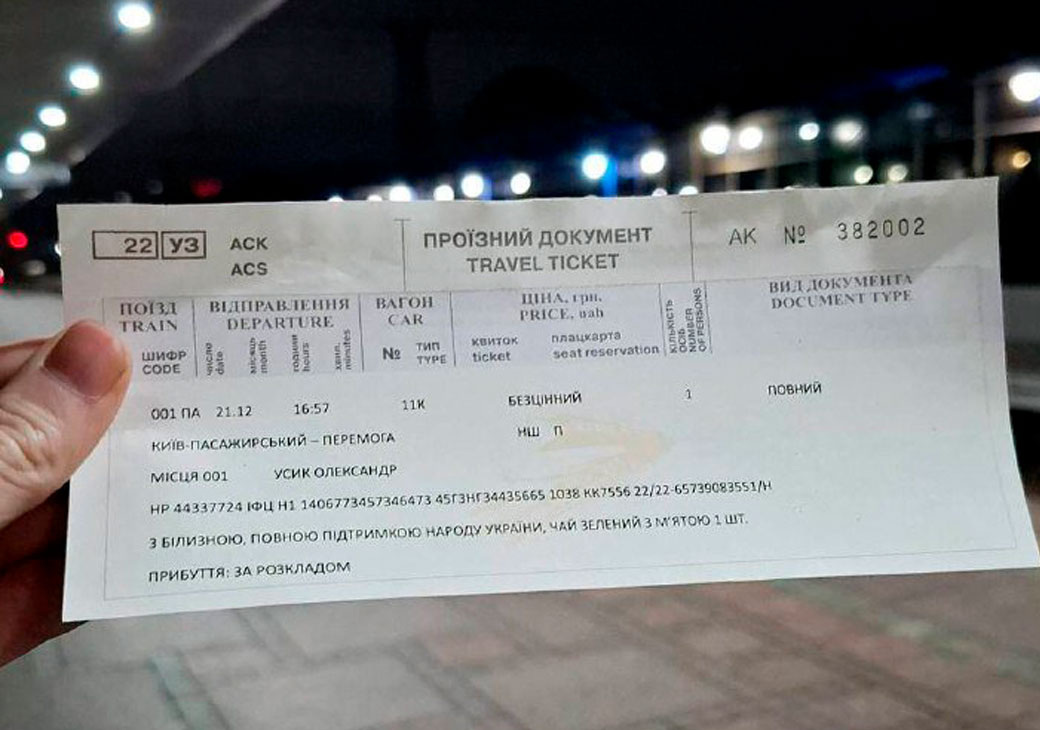 22 УЗ АСК ПРОЇЗНИЙ ДОКУМЕНТ АК № 382002
ACS TRAVEL TICKET
ПОЇЗД ВІДПРАВЛЕННЯ ВАГОН ЦІНА, грн. КІЛЬКІСТЬ ОСІБ ВИД ДОКУМЕНТА
TRAIN DEPARTURE CAR PRICE, uah NUMBER OF PERSONS DOCUMENT TYPE
ШИФР число місяць години хвил. № ТИП квиток плацкарта
CODE date month hours minutes TYPE ticket seat reservation
001 ПА 21.12 16:57 11К БЕЗЦІННИЙ 1 ПОВНИЙ
КИЇВ-ПАСАЖИРСЬКИЙ – ПЕРЕМОГА НШ П
МІСЦЯ 001 УСИК ОЛЕКСАНДР
НР 44337724 ІФЦ Н1 1406773457346473 45ГЗНГ34435665 1038 КК7556 22/22-65739083551/Н
З БІЛИЗНОЮ, ПОВНОЮ ПІДТРИМКОЮ НАРОДУ УКРАЇНИ, ЧАЙ ЗЕЛЕНИЙ З М'ЯТОЮ 1 ШТ.
ПРИБУТТЯ: ЗА РОЗКЛАДОМ